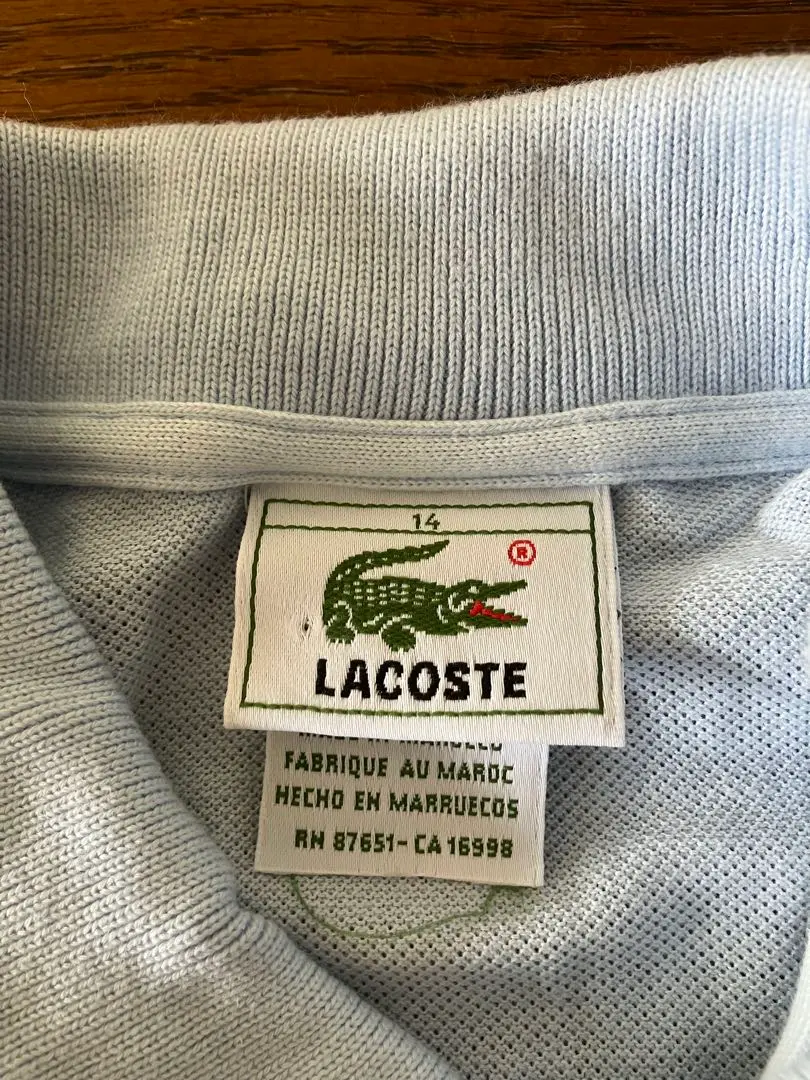 14
®
LACOSTE
FABRIQUE AU MAROC
HECHO EN MARRUECOS
RN 87651-CA 16998